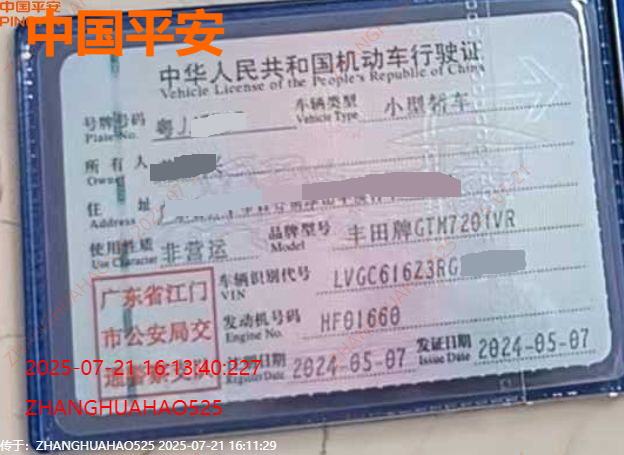 中国平安
中国平安
中华人民共和国机动车行驶证
Vehicle License of the People's Republic of China
号牌号码 粤J 车辆类型 小型轿车
Plate No. Vehicle Type
所有人
Owner
住址
Address
使用性质 非营运 品牌型号 丰田牌GTM7201VR
Use Character Model
广东省江门
市公安局交
车辆识别代号 LVGC616Z3RG
VIN
发动机号码 HF01660
Engine No.
注册日期 2024-05-07 发证日期 2024-05-07
Register Date Issue Date
2025-07-21 16:13:40:227
ZHANGHUAHAO525
传于：ZHANGHUAHAO525 2025-07-21 16:11:29